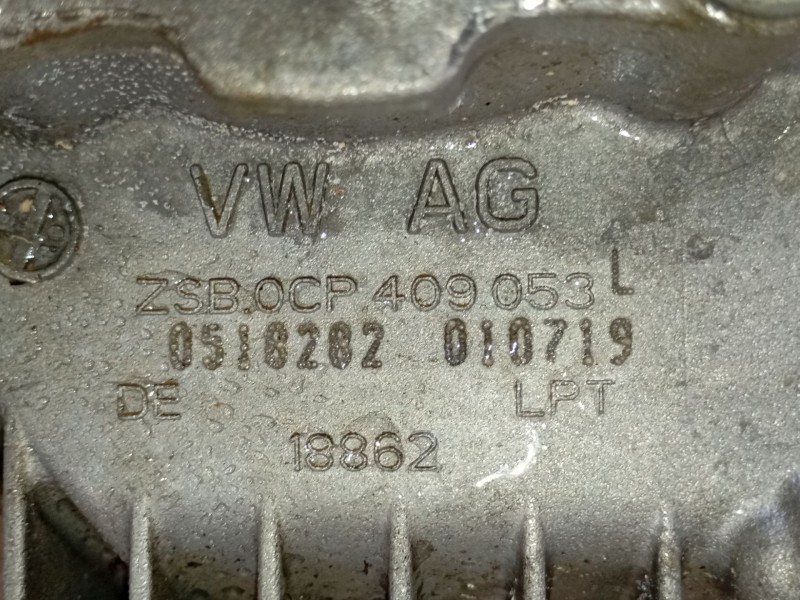 VW AG
ZSB.0CP 409.053 L
0518282 010719
DE LPT
18862